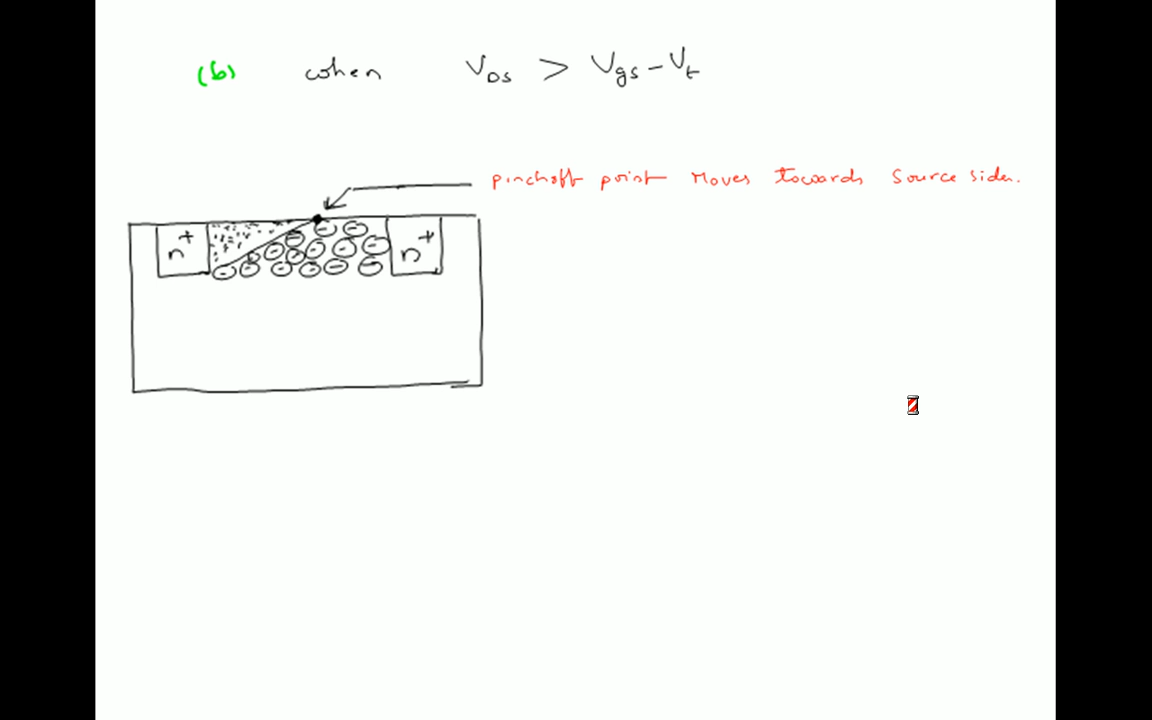 (b) when V_DS > V_gs - V_t
pinchoff point moves towards source side.
n+ n+